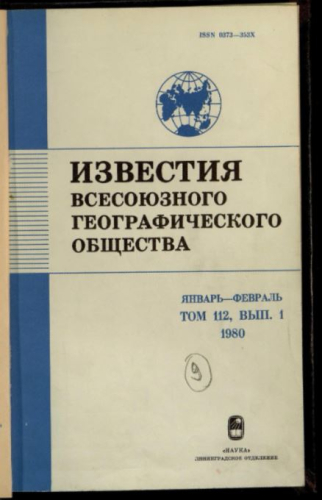 ISSN 0373—353X
ИЗВЕСТИЯ
ВСЕСОЮЗНОГО
ГЕОГРАФИЧЕСКОГО
ОБЩЕСТВА
ЯНВАРЬ—ФЕВРАЛЬ
ТОМ 112, ВЫП. 1
1980
9
«НАУКА»
ЛЕНИНГРАДСКОЕ ОТДЕЛЕНИЕ